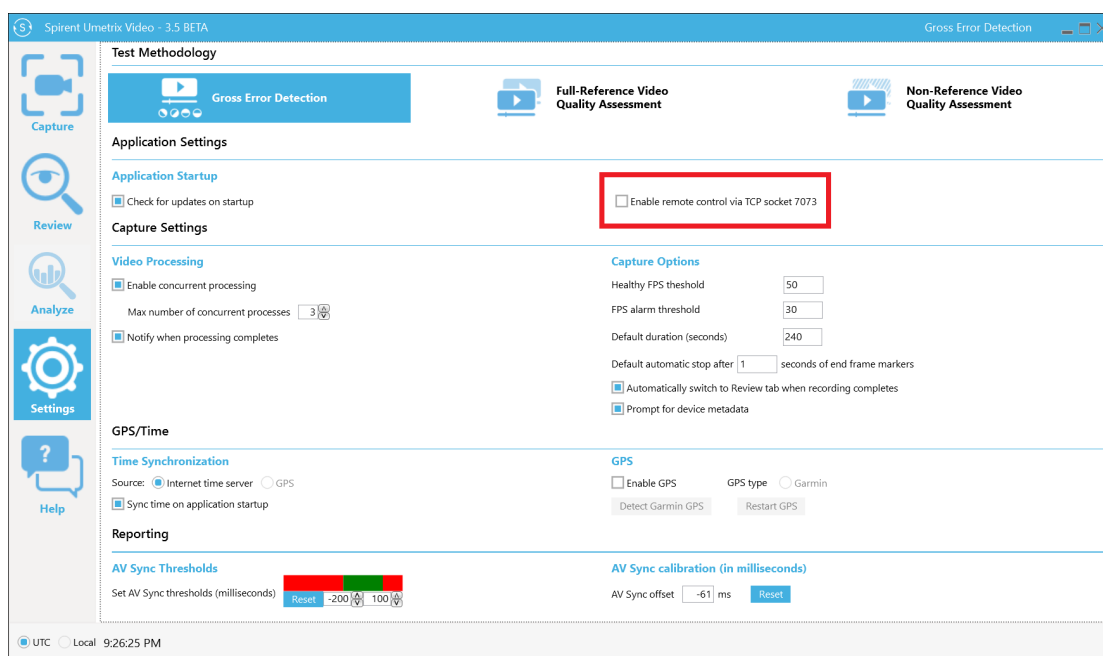 Spirent Umetrix Video - 3.5 BETA
Gross Error Detection
Test Methodology
Gross Error Detection
Full-Reference Video
Quality Assessment
Non-Reference Video
Quality Assessment
Capture
Application Settings
Application Startup
Check for updates on startup
Enable remote control via TCP socket 7073
Review
Capture Settings
Video Processing
Capture Options
Enable concurrent processing
Healthy FPS theshold 50
Analyze
Max number of concurrent processes 3
FPS alarm threshold 30
Notify when processing completes
Default duration (seconds) 240
Default automatic stop after 1 seconds of end frame markers
Automatically switch to Review tab when recording completes
Settings
Prompt for device metadata
GPS/Time
Time Synchronization
GPS
Source: Internet time server GPS
Enable GPS GPS type Garmin
Sync time on application startup
Detect Garmin GPS Restart GPS
?
Help
Reporting
AV Sync Thresholds
AV Sync calibration (in milliseconds)
Set AV Sync thresholds (milliseconds) Reset -200 100
AV Sync offset -61 ms Reset
UTC Local 9:26:25 PM